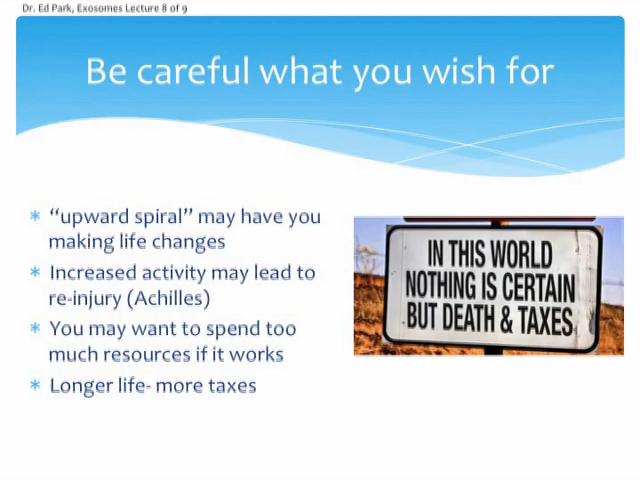 Dr. Ed Park, Exosomes Lecture 8 of 9
Be careful what you wish for
“upward spiral” may have you
making life changes
Increased activity may lead to
re-injury (Achilles)
You may want to spend too
much resources if it works
Longer life- more taxes
IN THIS WORLD
NOTHING IS CERTAIN
BUT DEATH & TAXES